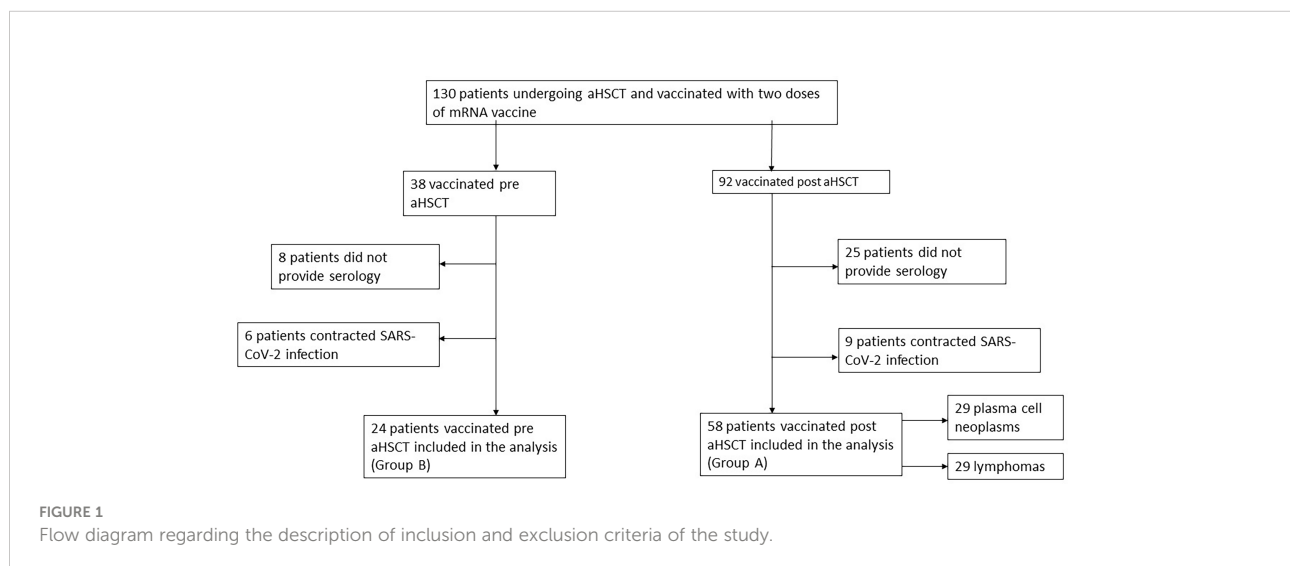 130 patients undergoing aHSCT and vaccinated with two doses
of mRNA vaccine
38 vaccinated pre
aHSCT
92 vaccinated post aHSCT
8 patients did not
provide serology
25 patients did not
provide serology
6 patients contracted SARS-
CoV-2 infection
9 patients contracted SARS-
CoV-2 infection
24 patients vaccinated pre
aHSCT included in the analysis
(Group B)
58 patients vaccinated post
aHSCT included in the analysis
(Group A)
29 plasma cell
neoplasms
29 lymphomas
FIGURE 1
Flow diagram regarding the description of inclusion and exclusion criteria of the study.